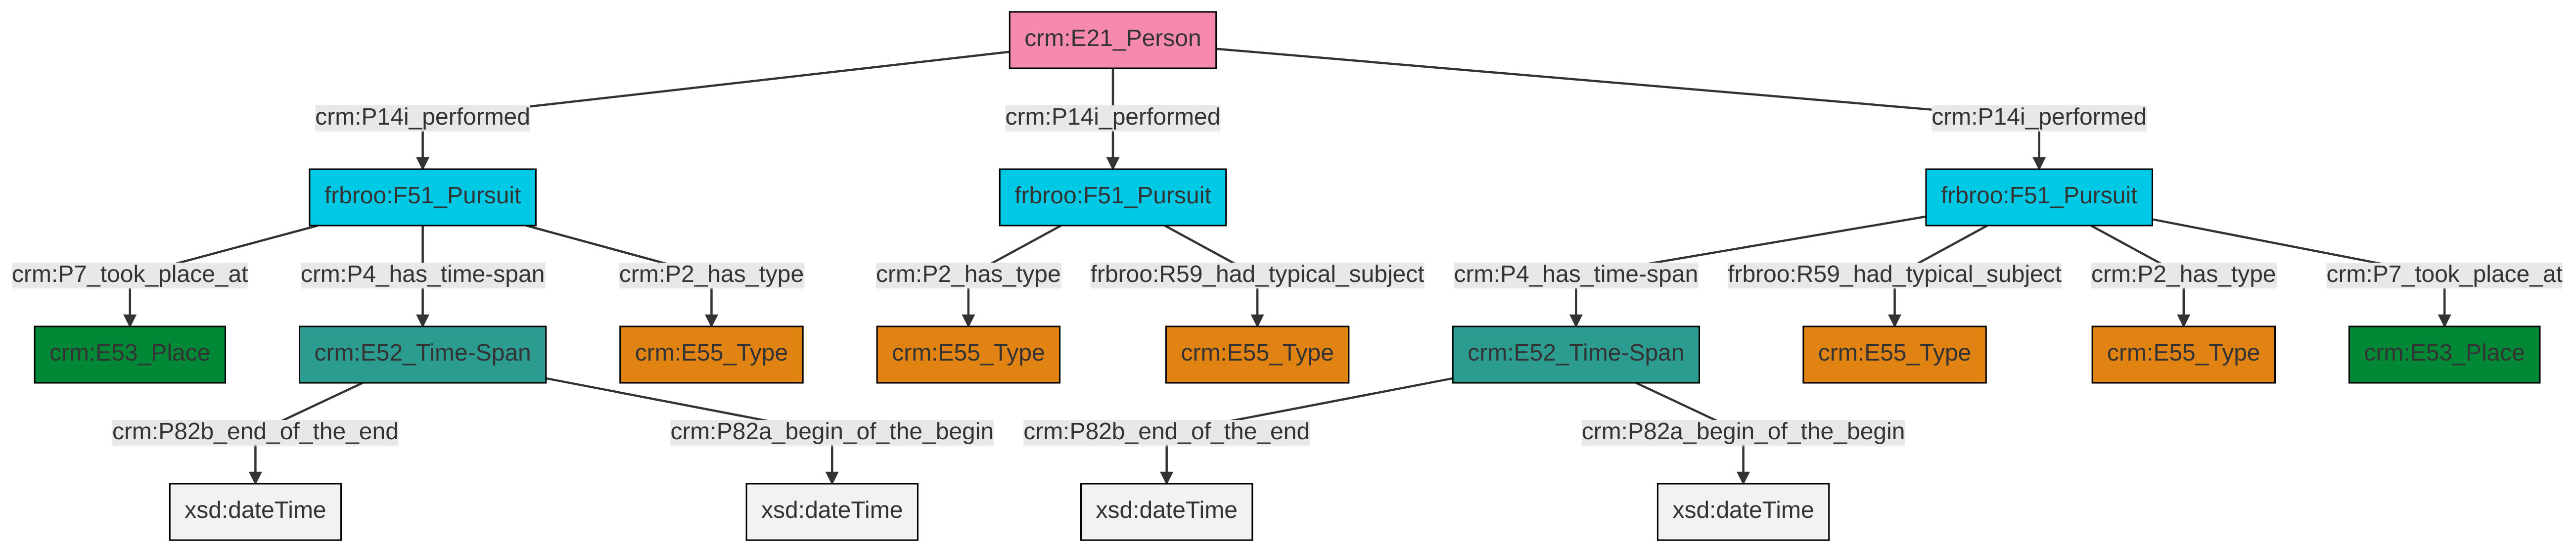 crm:E21_Person
crm:P14i_performed
crm:P14i_performed
crm:P14i_performed
frbroo:F51_Pursuit
frbroo:F51_Pursuit
frbroo:F51_Pursuit
crm:P7_took_place_at
crm:P4_has_time-span
crm:P2_has_type
crm:P2_has_type
frbroo:R59_had_typical_subject
crm:P4_has_time-span
frbroo:R59_had_typical_subject
crm:P2_has_type
crm:P7_took_place_at
crm:E53_Place
crm:E52_Time-Span
crm:E55_Type
crm:E55_Type
crm:E55_Type
crm:E52_Time-Span
crm:E55_Type
crm:E55_Type
crm:E53_Place
crm:P82b_end_of_the_end
crm:P82a_begin_of_the_begin
crm:P82b_end_of_the_end
crm:P82a_begin_of_the_begin
xsd:dateTime
xsd:dateTime
xsd:dateTime
xsd:dateTime